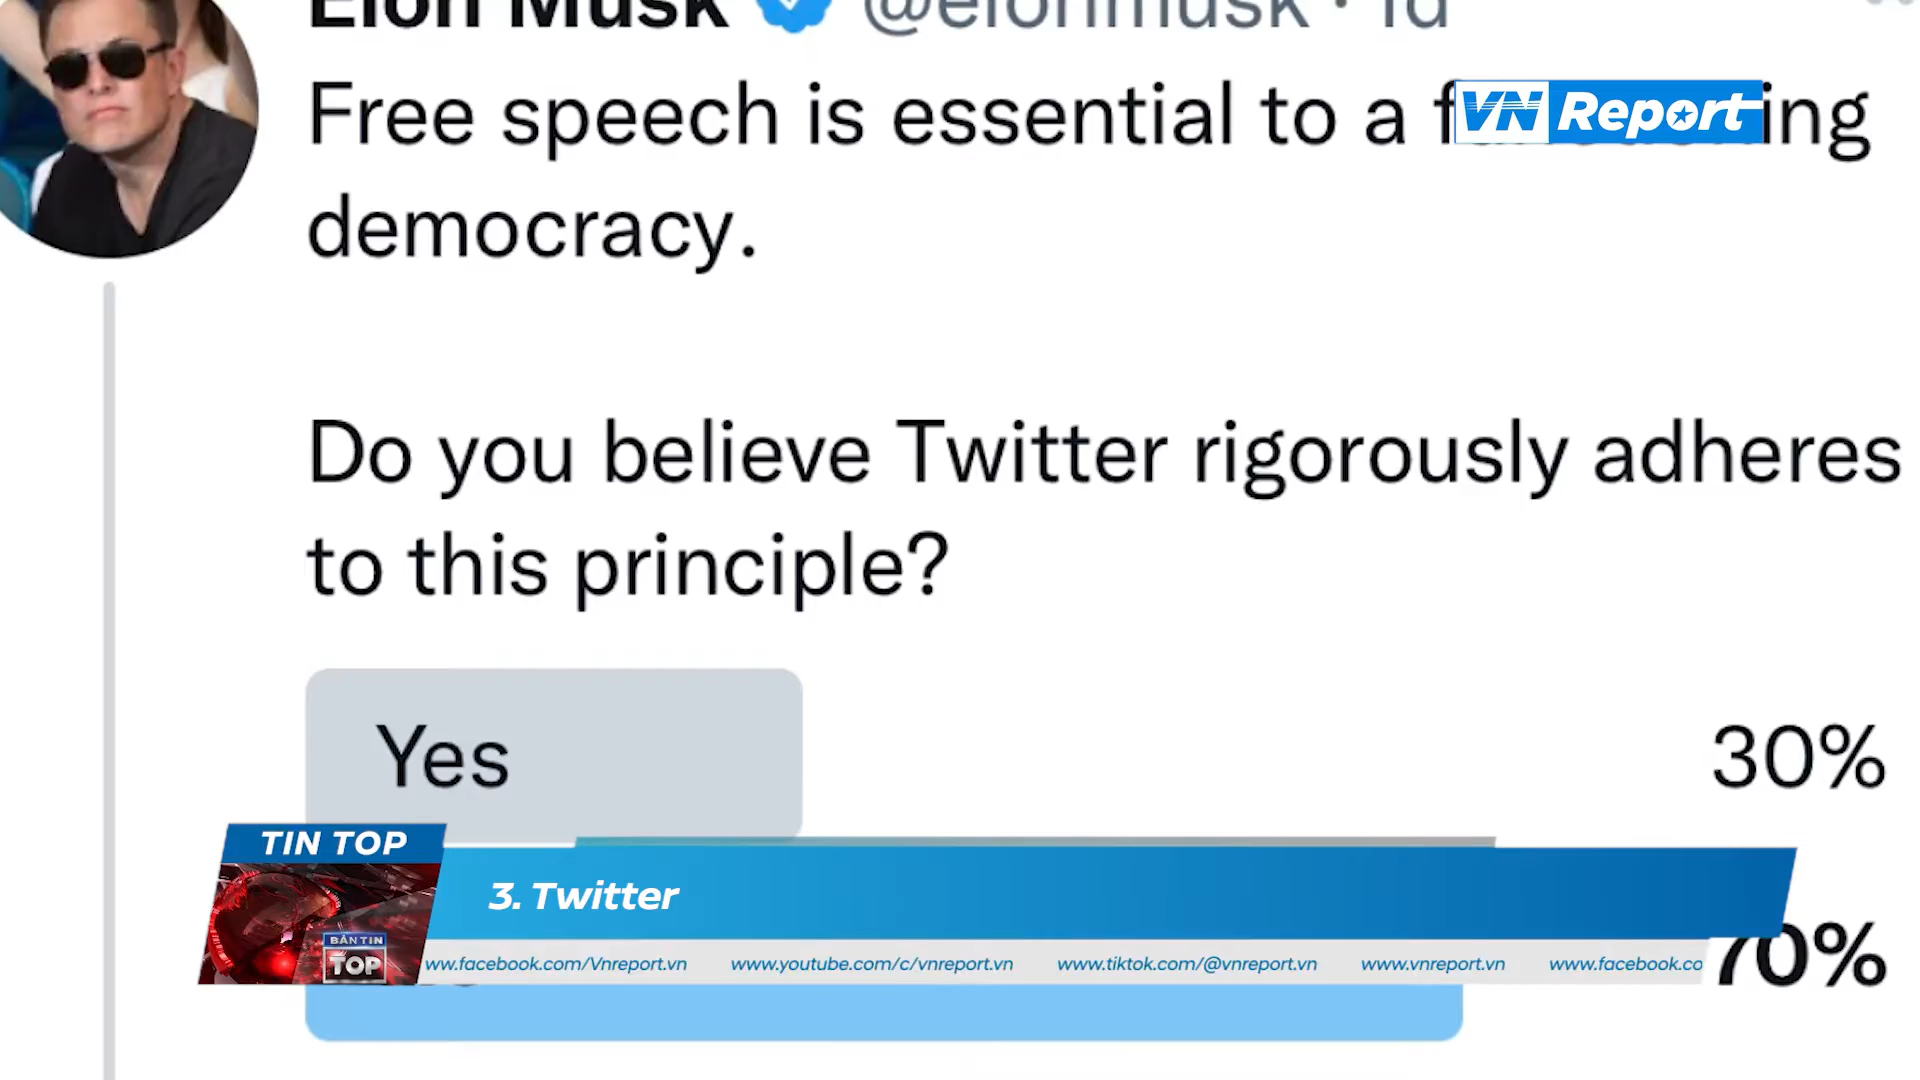 Elon Musk @elonmusk · 1d
Free speech is essential to a
VN Report
democracy.
Do you believe Twitter rigorously adheres
to this principle?
Yes 30%
TIN TOP
3. Twitter
70%
BẢN TIN
TOP
ww.facebook.com/Vnreport.vn www.youtube.com/c/vnreport.vn www.tiktok.com/@vnreport.vn www.vnreport.vn www.facebook.co